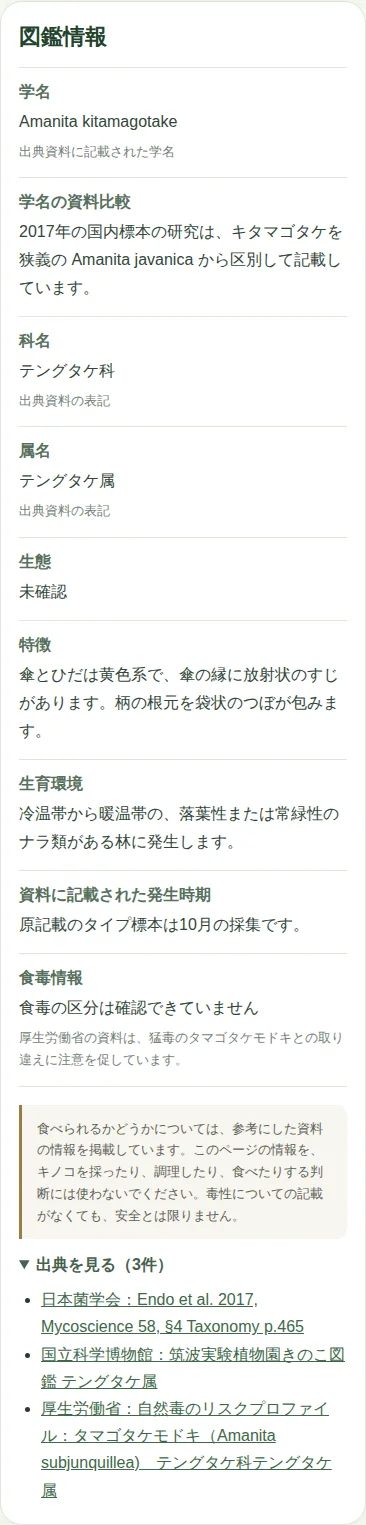 図鑑情報
学名
Amanita kitamagotake
出典資料に記載された学名
学名の資料比較
2017年の国内標本の研究は、キタマゴタケを
狭義の Amanita javanica から区別して記載し
ています。
科名
テングタケ科
出典資料の表記
属名
テングタケ属
出典資料の表記
生態
未確認
特徴
傘とひだは黄色系で、傘の縁に放射状のすじ
があります。柄の根元を袋状のつぼが包みま
す。
生育環境
冷温帯から暖温帯の、落葉性または常緑性の
ナラ類がある林に発生します。
資料に記載された発生時期
原記載のタイプ標本は10月の採集です。
食毒情報
食毒の区分は確認できていません
厚生労働省の資料は、猛毒のタマゴタケモドキとの取り
違えに注意を促しています。
食べられるかどうかについては、参考にした資料
の情報を掲載しています。このページの情報を、
キノコを採ったり、調理したり、食べたりする判
断には使わないでください。毒性についての記載
がなくても、安全とは限りません。
▼ 出典を見る（3件）
• 日本菌学会：Endo et al. 2017,
Mycoscience 58, §4 Taxonomy p.465
• 国立科学博物館：筑波実験植物園きのこ図
鑑 テングタケ属
• 厚生労働省：自然毒のリスクプロファイ
ル：タマゴタケモドキ（Amanita
subjunquillea)　テングタケ科テングタケ
属